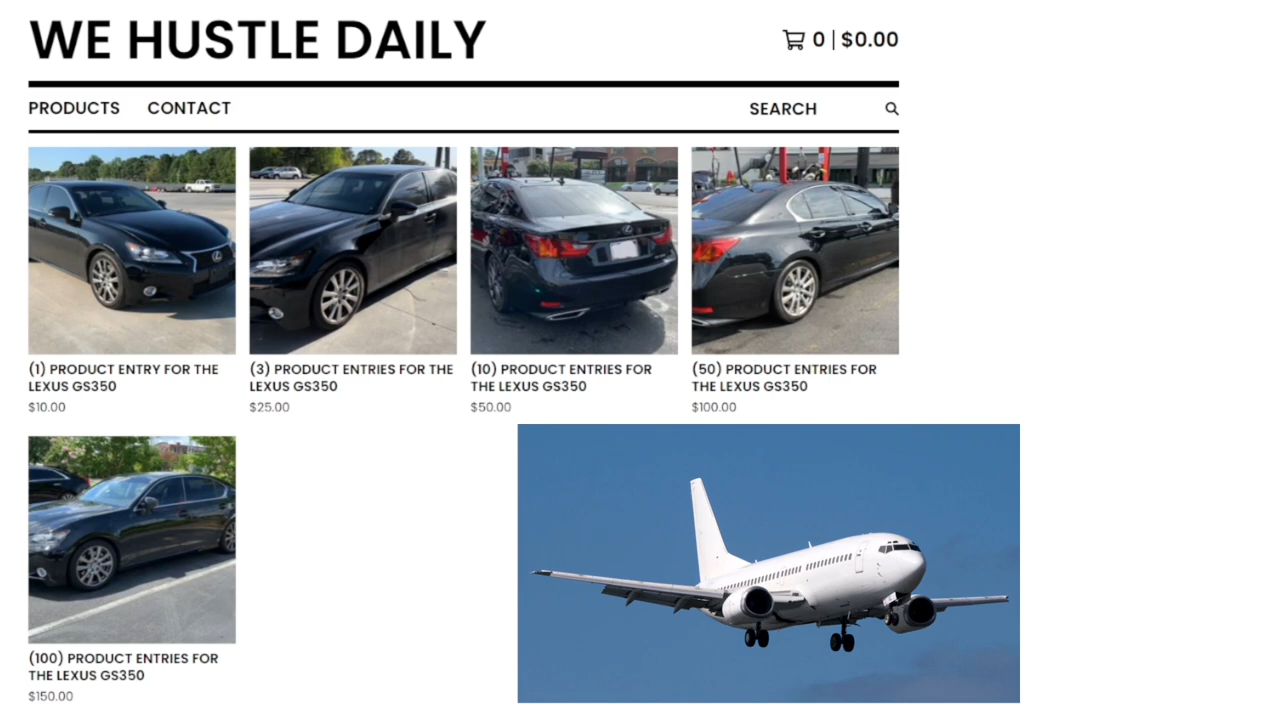 WE HUSTLE DAILY
0 | $0.00
PRODUCTS CONTACT SEARCH
(1) PRODUCT ENTRY FOR THE
LEXUS GS350
$10.00
(3) PRODUCT ENTRIES FOR THE
LEXUS GS350
$25.00
(10) PRODUCT ENTRIES FOR
THE LEXUS GS350
$50.00
(50) PRODUCT ENTRIES FOR
THE LEXUS GS350
$100.00
(100) PRODUCT ENTRIES FOR
THE LEXUS GS350
$150.00